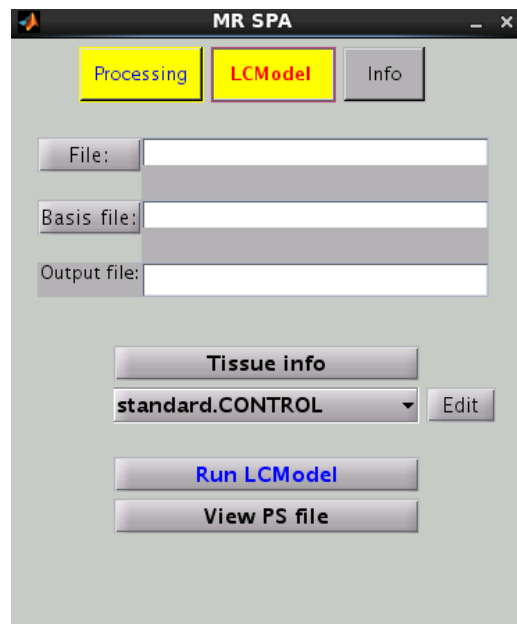 MR SPA
Processing LCModel Info
File:
Basis file:
Output file:
Tissue info
standard.CONTROL Edit
Run LCModel
View PS file